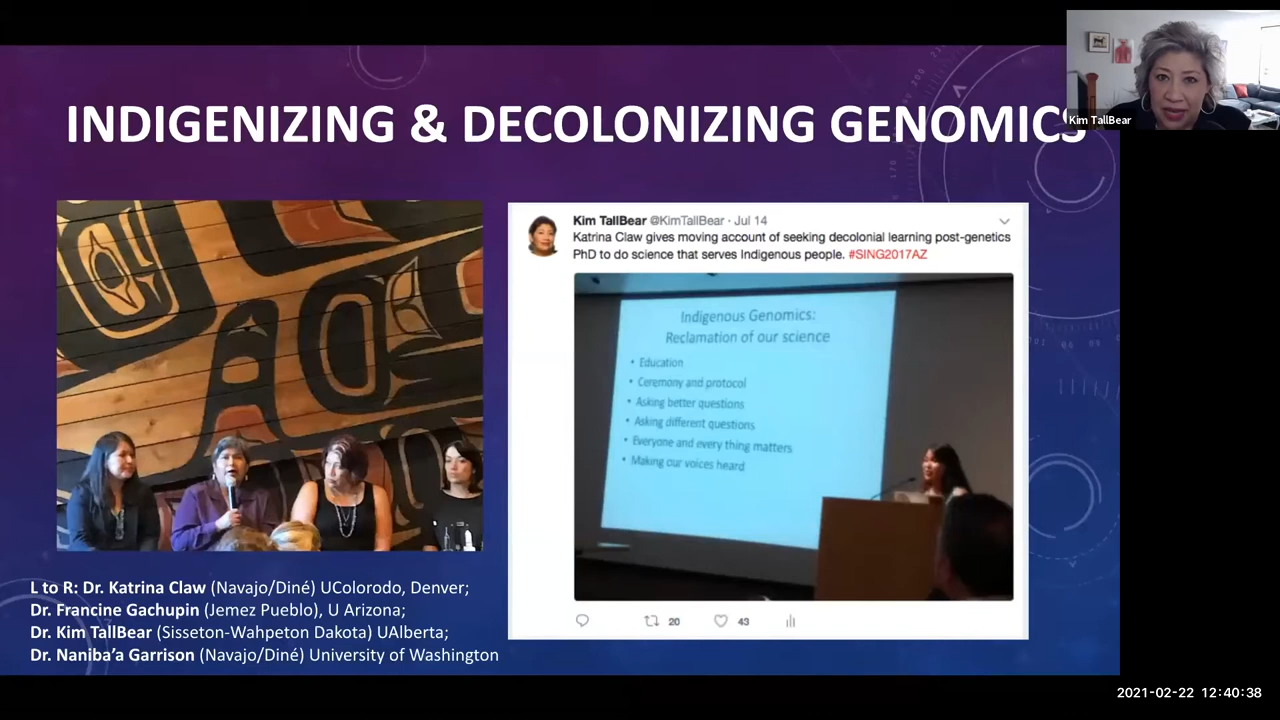 INDIGENIZING & DECOLONIZING GENOMICS
Kim TallBear
Kim TallBear @KimTallBear · Jul 14
Katrina Claw gives moving account of seeking decolonial learning post-genetics
PhD to do science that serves Indigenous people. #SING2017AZ
Indigenous Genomics:
Reclamation of our science
• Education
• Ceremony and protocol
• Asking better questions
• Asking different questions
• Everyone and every thing matters
• Making our voices heard
20
43
L to R: Dr. Katrina Claw (Navajo/Diné) UColorodo, Denver;
Dr. Francine Gachupin (Jemez Pueblo), U Arizona;
Dr. Kim TallBear (Sisseton-Wahpeton Dakota) UAlberta;
Dr. Naniba’a Garrison (Navajo/Diné) University of Washington
2021-02-22 12:40:38